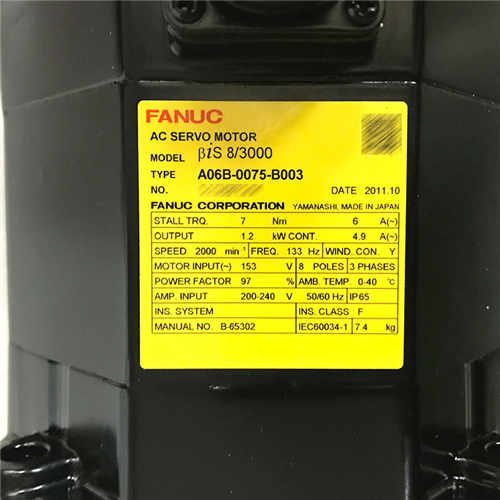 FANUC
AC SERVO MOTOR
MODEL βiS 8/3000
TYPE A06B-0075-B003
NO. DATE 2011.10
FANUC CORPORATION YAMANASHI, MADE IN JAPAN
STALL TRQ. 7 Nm 6 A(~)
OUTPUT 1.2 kW CONT. 4.9 A(~)
SPEED 2000 min⁻¹ FREQ. 133 Hz WIND. CON. Y
MOTOR INPUT(~) 153 V 8 POLES 3 PHASES
POWER FACTOR 97 % AMB. TEMP. 0-40 ℃
AMP. INPUT 200-240 V 50/60 Hz IP65
INS. SYSTEM INS. CLASS F
MANUAL NO. B-65302 IEC60034-1 7.4 kg